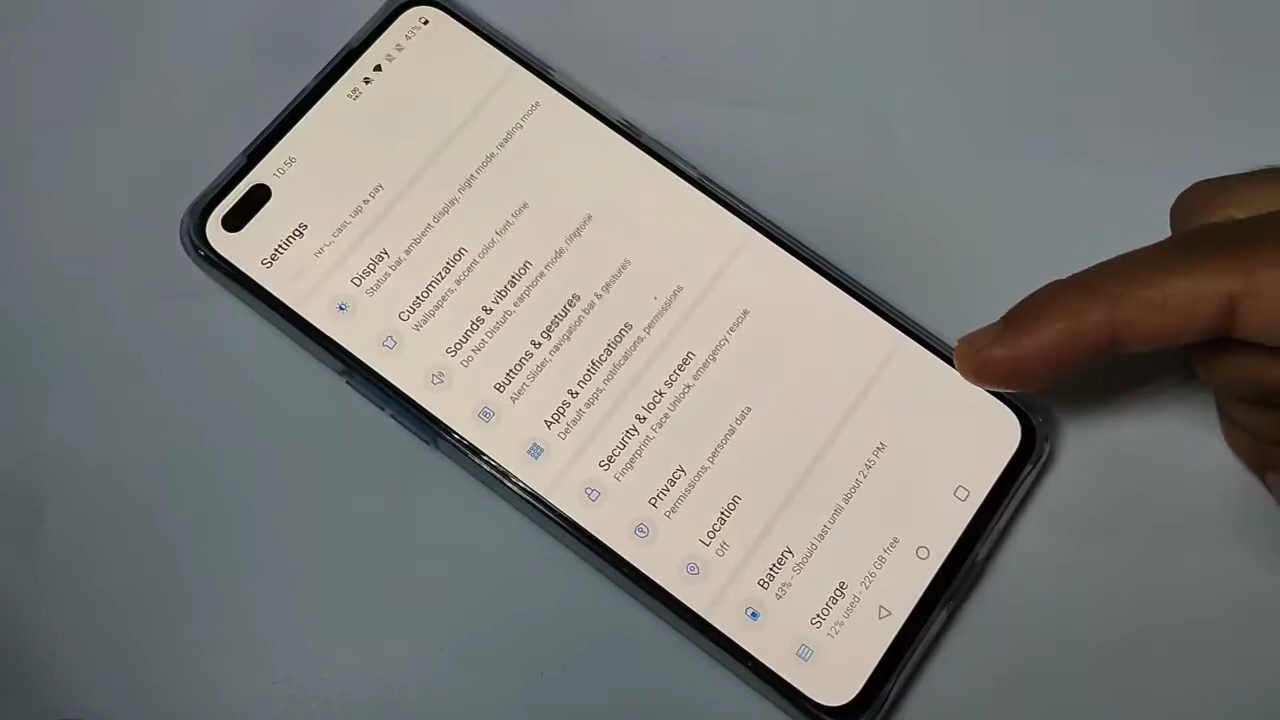 10:56
0.00
43%
Settings
NFC, cast, tap & pay
Display
Status bar, ambient display, night mode, reading mode
Customization
Wallpapers, accent color, font, tone
Sounds & vibration
Do Not Disturb, earphone mode, ringtone
Buttons & gestures
Alert Slider, navigation bar & gestures
Apps & notifications
Default apps, notifications, permissions
Security & lock screen
Fingerprint, Face Unlock, emergency rescue
Privacy
Permissions, personal data
Location
Off
Battery
43% - Should last until about 2:45 PM
Storage
12% used - 226 GB free